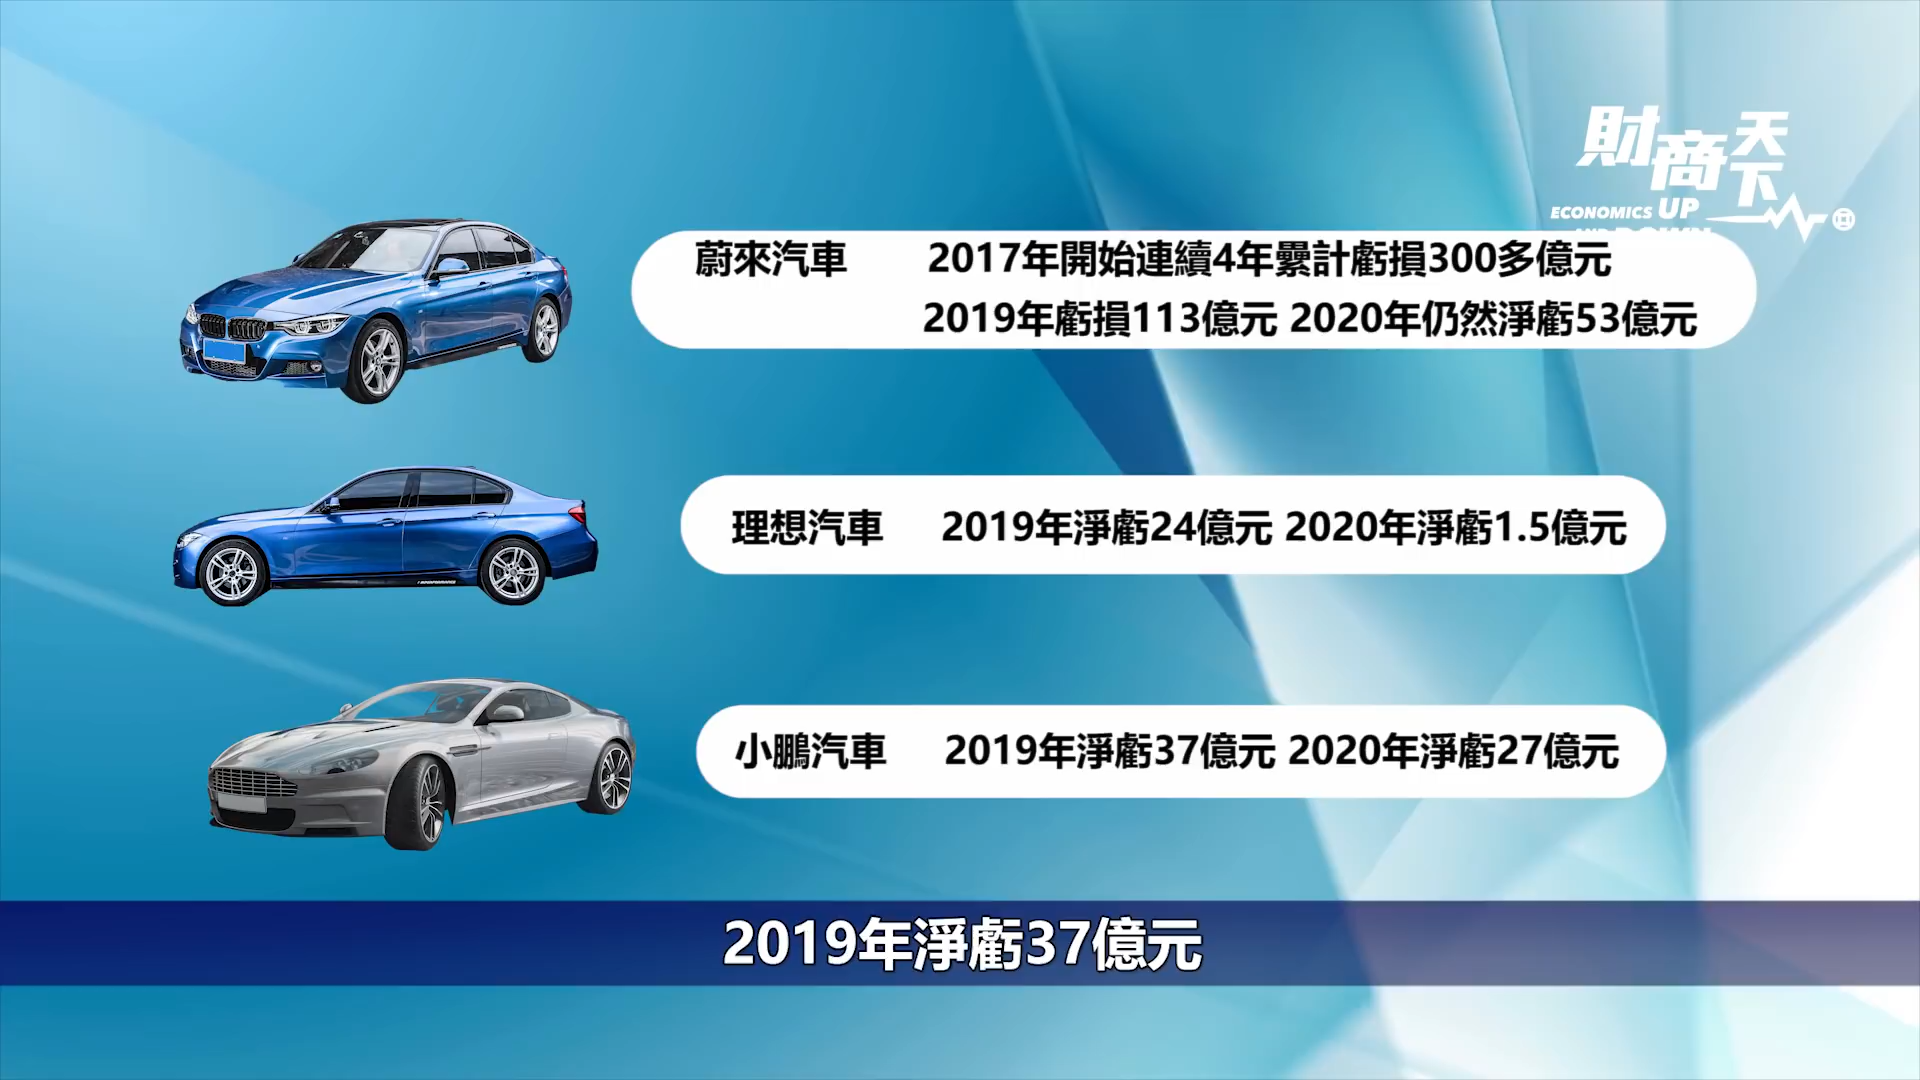 財商天下
ECONOMICS UP
AND DOWN
蔚來汽車 2017年開始連續4年纍計虧損300多億元
2019年虧損113億元 2020年仍然淨虧53億元
理想汽車 2019年淨虧24億元 2020年淨虧1.5億元
小鵬汽車 2019年淨虧37億元 2020年淨虧27億元
2019年淨虧37億元